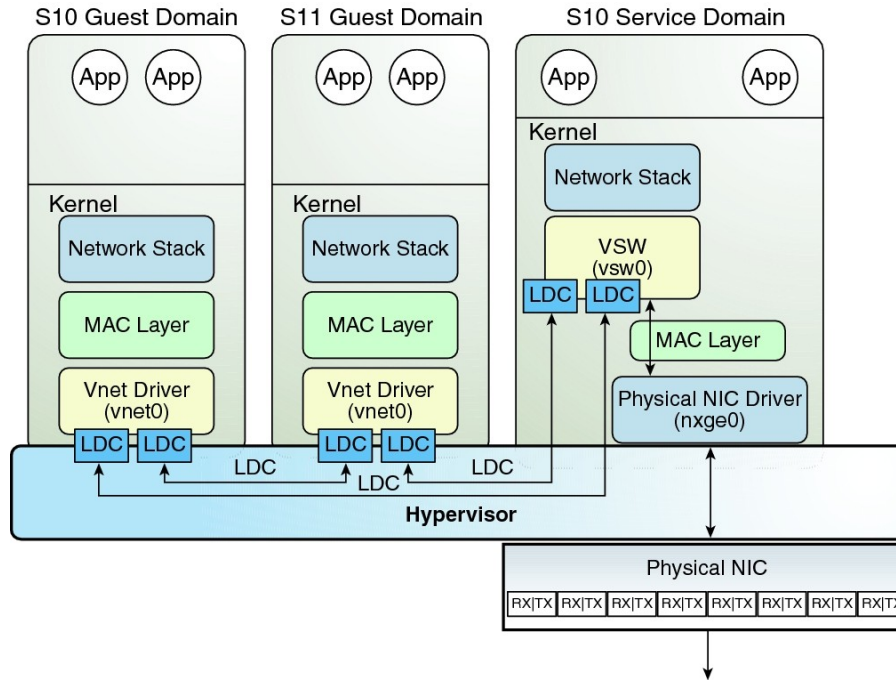 S10 Guest Domain
S11 Guest Domain
S10 Service Domain
App
App
App
App
App
App
Kernel
Network Stack
MAC Layer
Vnet Driver
(vnet0)
LDC
LDC
Kernel
Network Stack
MAC Layer
Vnet Driver
(vnet0)
LDC
LDC
Kernel
Network Stack
VSW
(vsw0)
LDC
LDC
MAC Layer
Physical NIC Driver
(nxge0)
LDC
LDC
LDC
Hypervisor
Physical NIC
RX|TX RX|TX RX|TX RX|TX RX|TX RX|TX RX|TX RX|TX